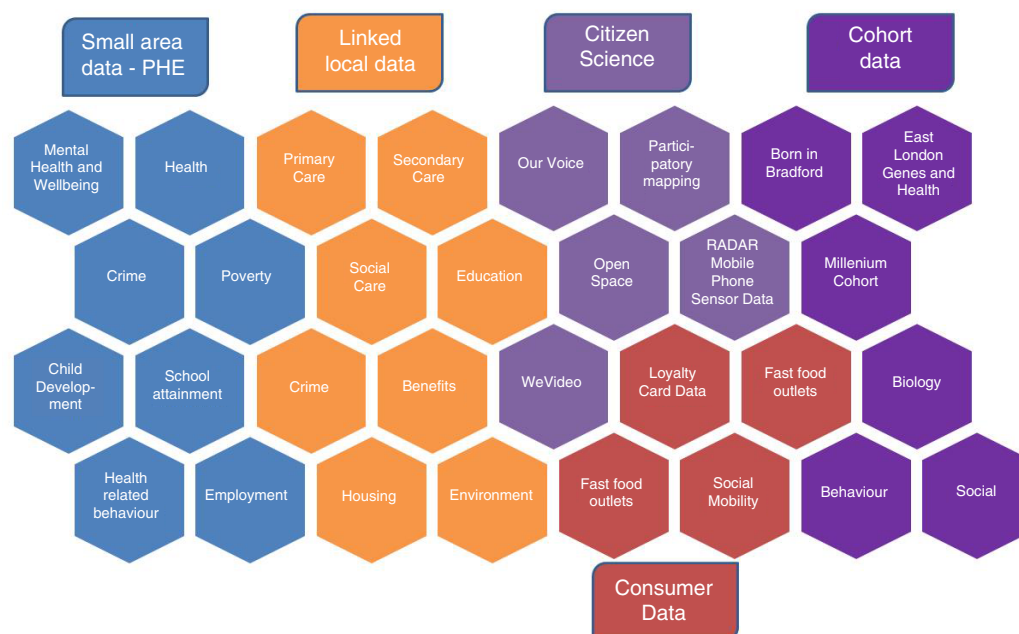 Small area
data - PHE
Linked
local data
Citizen
Science
Cohort
data
Mental
Health and
Wellbeing
Health
Primary
Care
Secondary
Care
Our Voice
Partici-
patory
mapping
Born in
Bradford
East
London
Genes and
Health
Crime
Poverty
Social
Care
Education
Open
Space
RADAR
Mobile
Phone
Sensor Data
Millenium
Cohort
Child
Develop-
ment
School
attainment
Crime
Benefits
WeVideo
Loyalty
Card Data
Fast food
outlets
Biology
Health
related
behaviour
Employment
Housing
Environment
Fast food
outlets
Social
Mobility
Behaviour
Social
Consumer
Data